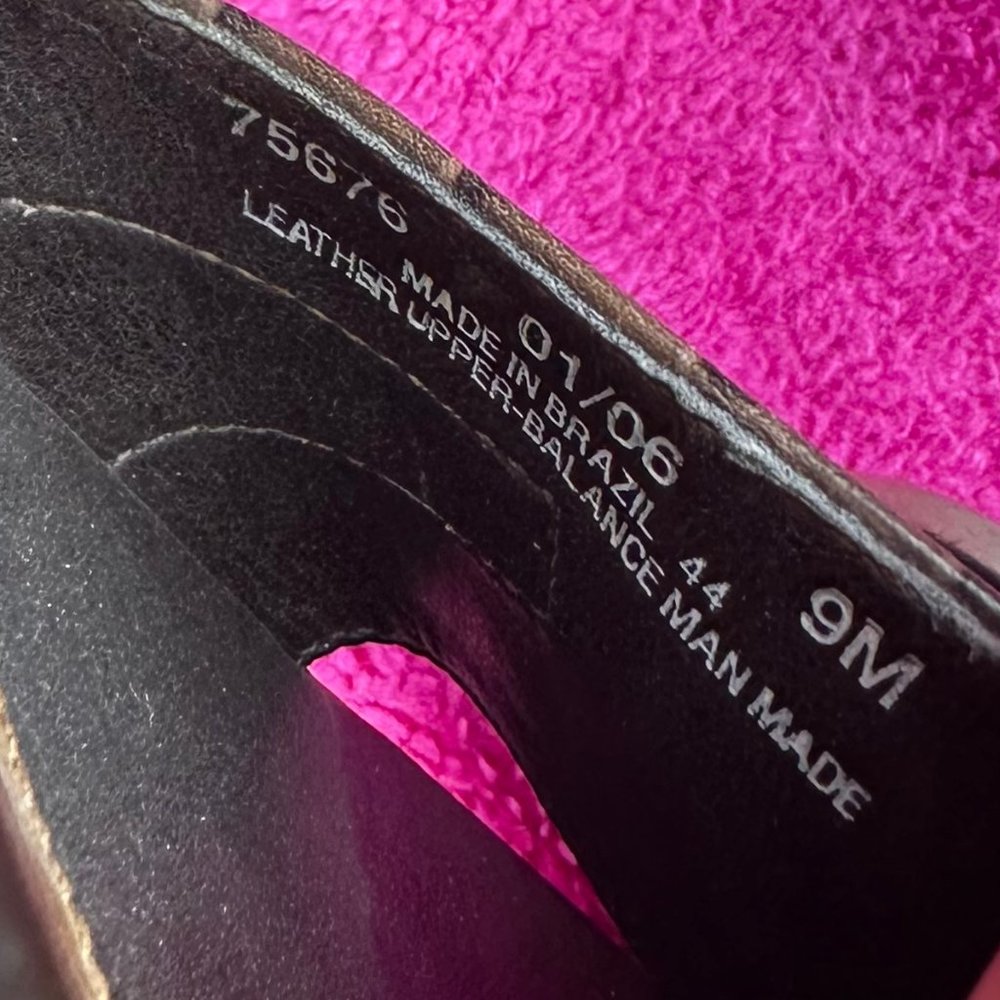 75676 01/06 9M
MADE IN BRAZIL 44
LEATHER UPPER-BALANCE MAN MADE